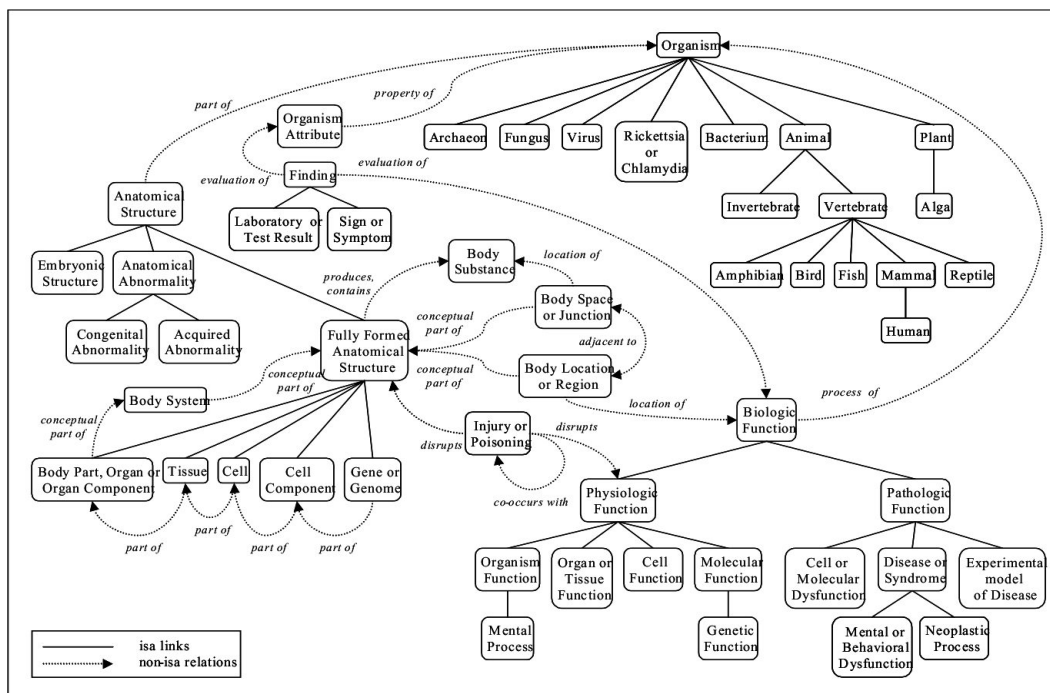 Organism
part of
property of
Organism
Attribute
Archaeon
Fungus
Virus
Rickettsia
or
Chlamydia
Bacterium
Animal
Plant
evaluation of
evaluation of
Finding
Anatomical
Structure
Laboratory or
Test Result
Sign or
Symptom
Invertebrate
Vertebrate
Alga
Embryonic
Structure
Anatomical
Abnormality
Body
Substance
location of
Amphibian
Bird
Fish
Mammal
Reptile
produces,
contains
Body Space
or Junction
Congenital
Abnormality
Acquired
Abnormality
Fully Formed
Anatomical
Structure
conceptual
part of
Human
adjacent to
conceptual
part of
Body Location
or Region
conceptual
part of
Body System
conceptual
part of
location of
process of
Biologic
Function
Injury or
Poisoning
disrupts
disrupts
Body Part, Organ or
Organ Component
Tissue
Cell
Cell
Component
Gene or
Genome
co-occurs with
Physiologic
Function
Pathologic
Function
part of
part of
part of
part of
Organism
Function
Organ or
Tissue
Function
Cell
Function
Molecular
Function
Cell or
Molecular
Dysfunction
Disease or
Syndrome
Experimental
model
of Disease
Mental
Process
Genetic
Function
Mental or
Behavioral
Dysfunction
Neoplastic
Process
isa links
non-isa relations